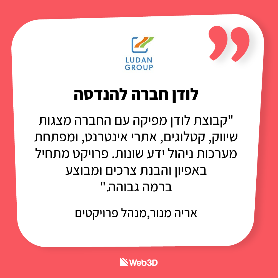 LUDAN
GROUP
לודן חברה להנדסה
"קבוצת לודן מפיקה עם החברה מצגות
שיווק, קטלוגים, אתרי אינטרנט, ומפתחת
מערכות ניהול ידע שונות. פרויקט מתחיל
באפיון והבנת צרכים ומבוצע
ברמה גבוהה."
אריה מנור,מנהל פרויקטים
Web3D